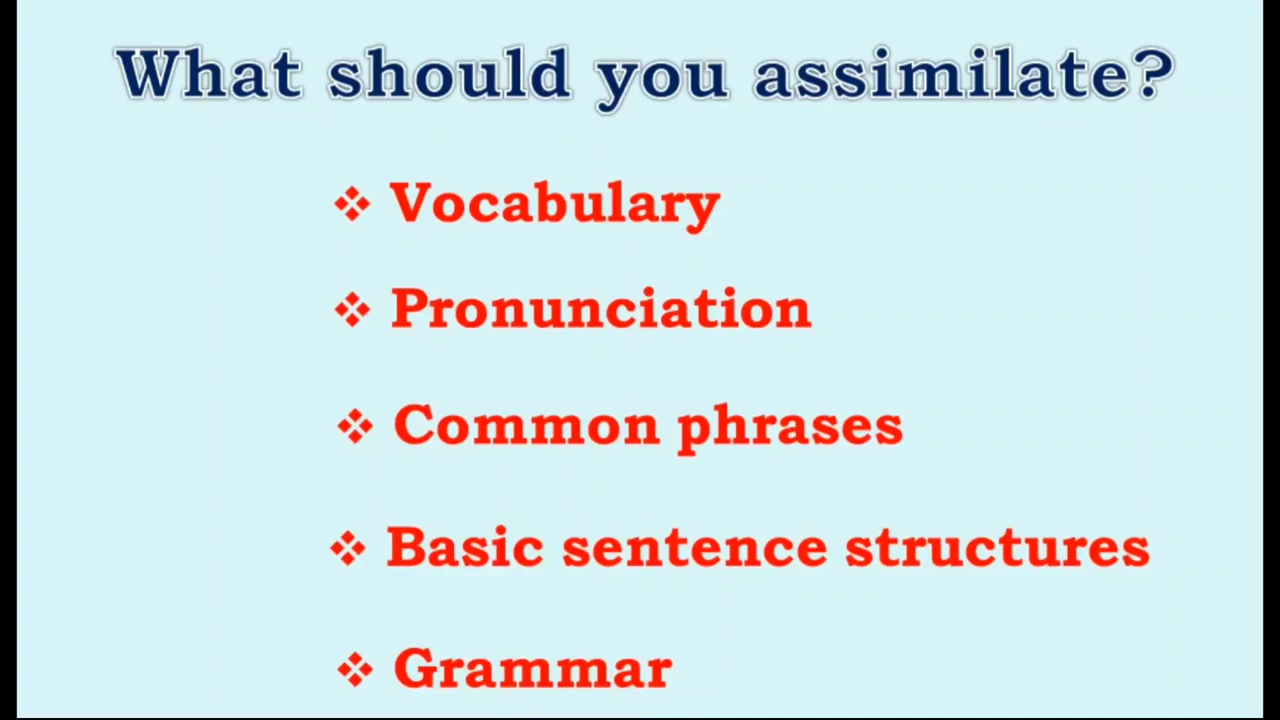 What should you assimilate?
❖ Vocabulary
❖ Pronunciation
❖ Common phrases
❖ Basic sentence structures
❖ Grammar